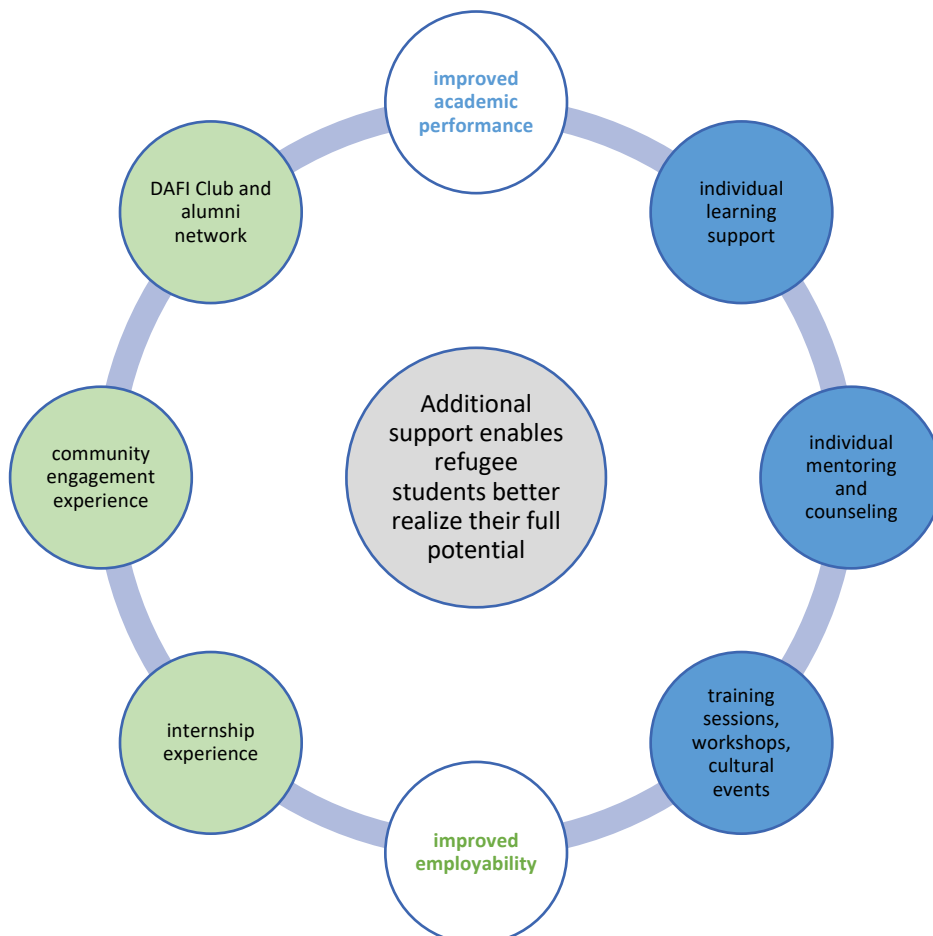 improved
academic
performance
individual
learning
support
individual
mentoring
and
counseling
training
sessions,
workshops,
cultural
events
improved
employability
internship
experience
community
engagement
experience
DAFI Club and
alumni
network
Additional
support enables
refugee
students better
realize their full
potential